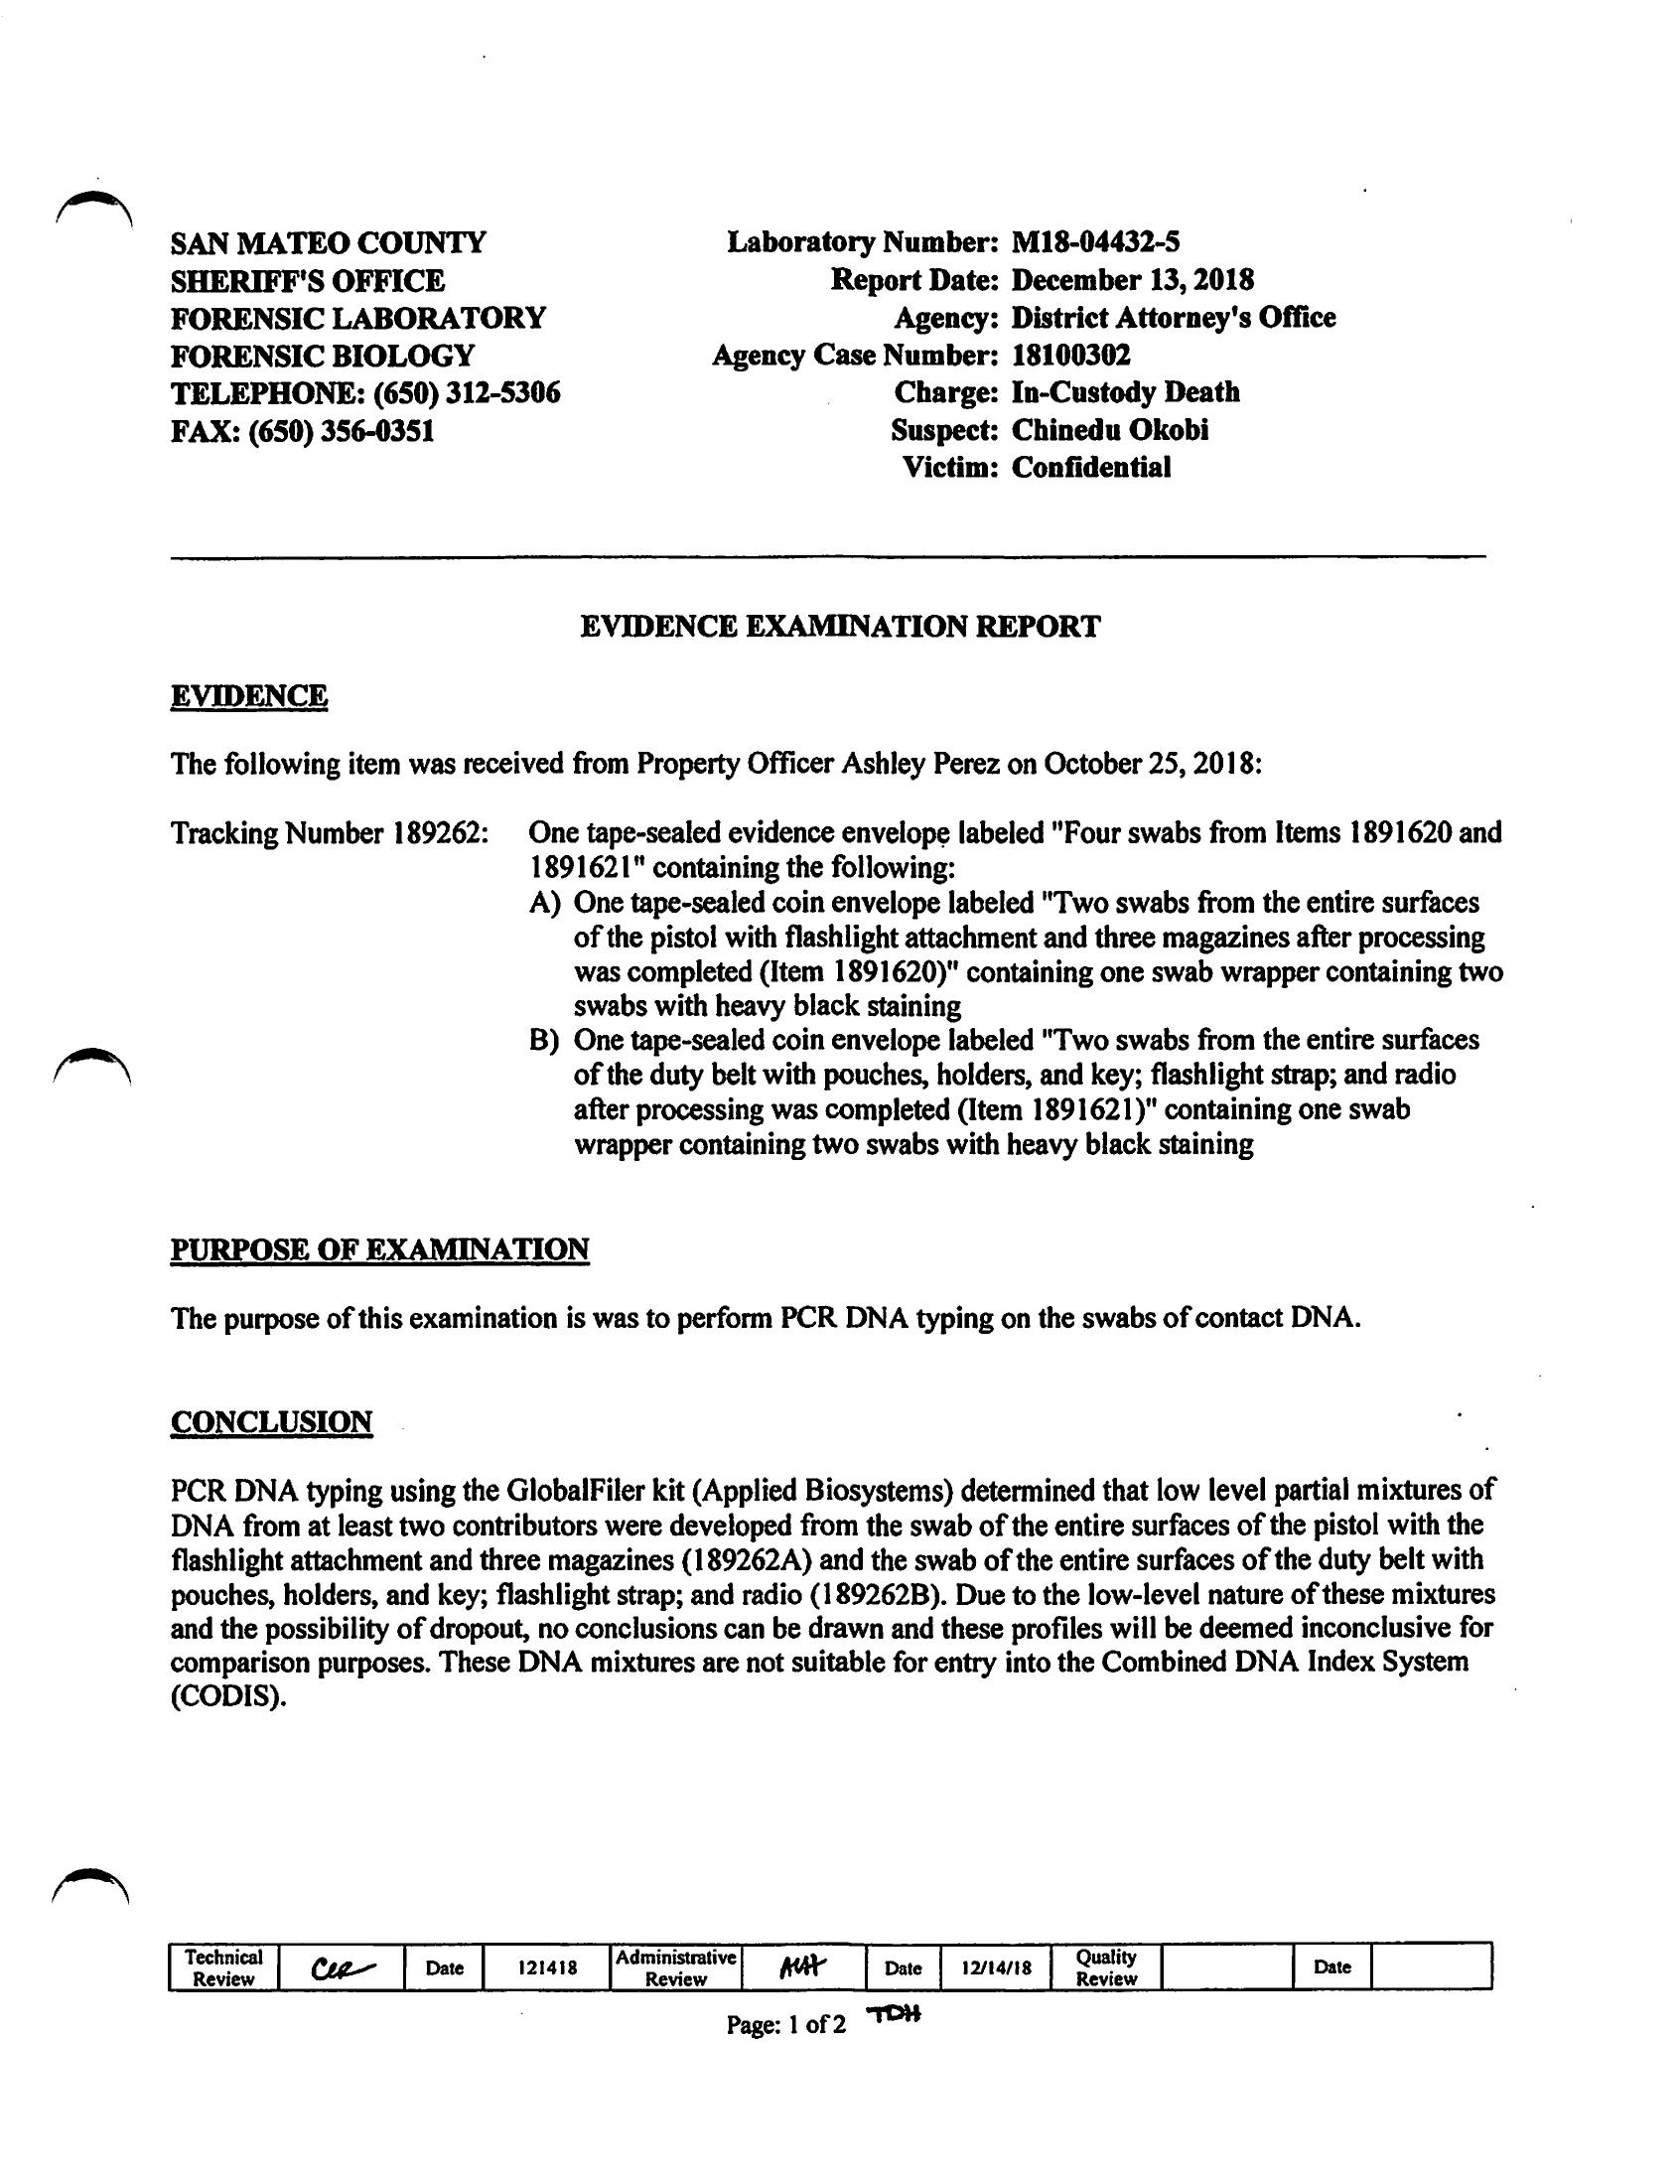 SAN MATEO COUNTY
SHERIFF'S OFFICE
FORENSIC LABORATORY
FORENSIC BIOLOGY
TELEPHONE: (650) 312-5306
FAX: (650) 356-0351
Laboratory Number: M18-04432-5
Report Date: December 13, 2018
Agency: District Attorney's Office
Agency Case Number: 18100302
Charge: In-Custody Death
Suspect: Chinedu Okobi
Victim: Confidential
EVIDENCE EXAMINATION REPORT
EVIDENCE
The following item was received from Property Officer Ashley Perez on October 25, 2018:
Tracking Number 189262: One tape-sealed evidence envelope labeled "Four swabs from Items 1891620 and
1891621" containing the following:
A) One tape-sealed coin envelope labeled "Two swabs from the entire surfaces
of the pistol with flashlight attachment and three magazines after processing
was completed (Item 1891620)" containing one swab wrapper containing two
swabs with heavy black staining
B) One tape-sealed coin envelope labeled "Two swabs from the entire surfaces
of the duty belt with pouches, holders, and key; flashlight strap; and radio
after processing was completed (Item 1891621)" containing one swab
wrapper containing two swabs with heavy black staining
PURPOSE OF EXAMINATION
The purpose of this examination is was to perform PCR DNA typing on the swabs of contact DNA.
CONCLUSION
PCR DNA typing using the GlobalFiler kit (Applied Biosystems) determined that low level partial mixtures of
DNA from at least two contributors were developed from the swab of the entire surfaces of the pistol with the
flashlight attachment and three magazines (189262A) and the swab of the entire surfaces of the duty belt with
pouches, holders, and key; flashlight strap; and radio (189262B). Due to the low-level nature of these mixtures
and the possibility of dropout, no conclusions can be drawn and these profiles will be deemed inconclusive for
comparison purposes. These DNA mixtures are not suitable for entry into the Combined DNA Index System
(CODIS).
Technical Review Date 121418 Administrative Review Date 12/14/18 Quality Review Date
Page: 1 of 2 TDH